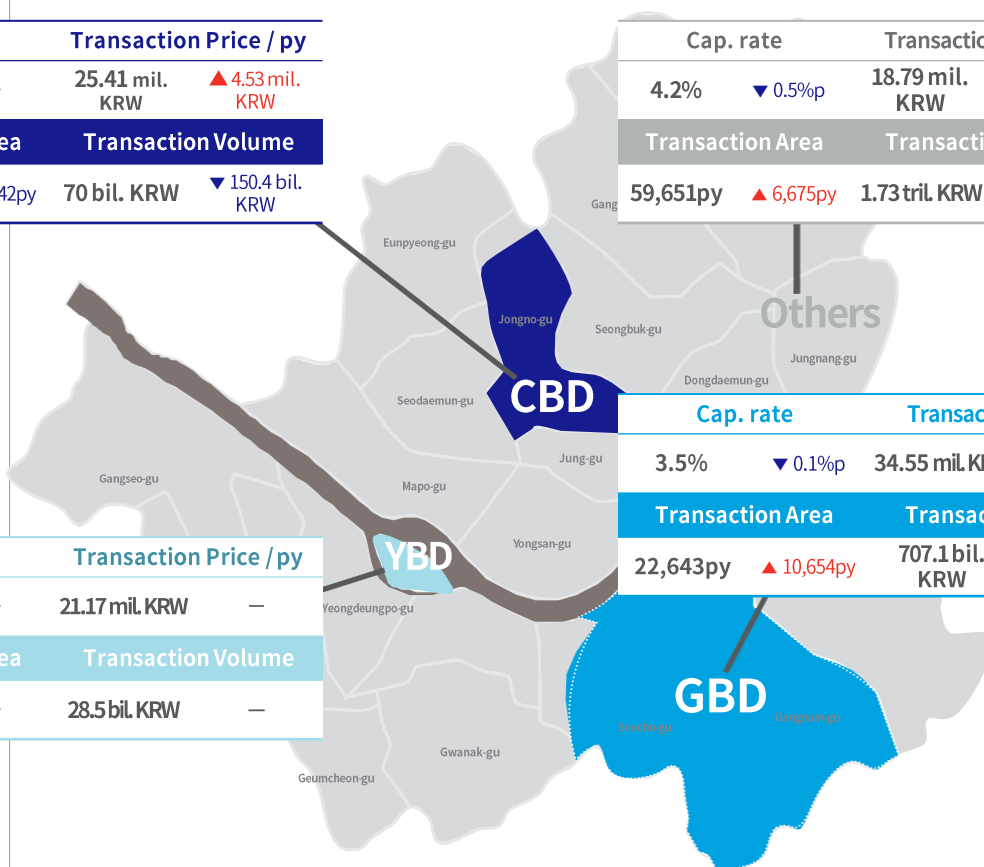 Transaction Price / py
25.41 mil.
KRW
▲ 4.53 mil.
KRW
Transaction Volume
42py
70 bil. KRW
▼ 150.4 bil.
KRW
Cap. rate
4.2%
▼ 0.5%p
18.79 mil.
KRW
Transaction Area
59,651py
▲ 6,675py
1.73 tril. KRW
Eunpyeong-gu
Jongno-gu
Seongbuk-gu
Others
Jungnang-gu
Dongdaemun-gu
Seodaemun-gu
CBD
Jung-gu
Mapo-gu
Gangseo-gu
Yongsan-gu
YBD
Yeongdeungpo-gu
Cap. rate
3.5%
▼ 0.1%p
34.55 mil.
Transaction Area
22,643py
▲ 10,654py
707.1 bil.
KRW
Transaction Price / py
21.17 mil. KRW
—
Transaction Volume
28.5 bil. KRW
—
GBD
Seocho-gu
Gangnam-gu
Gwanak-gu
Geumcheon-gu